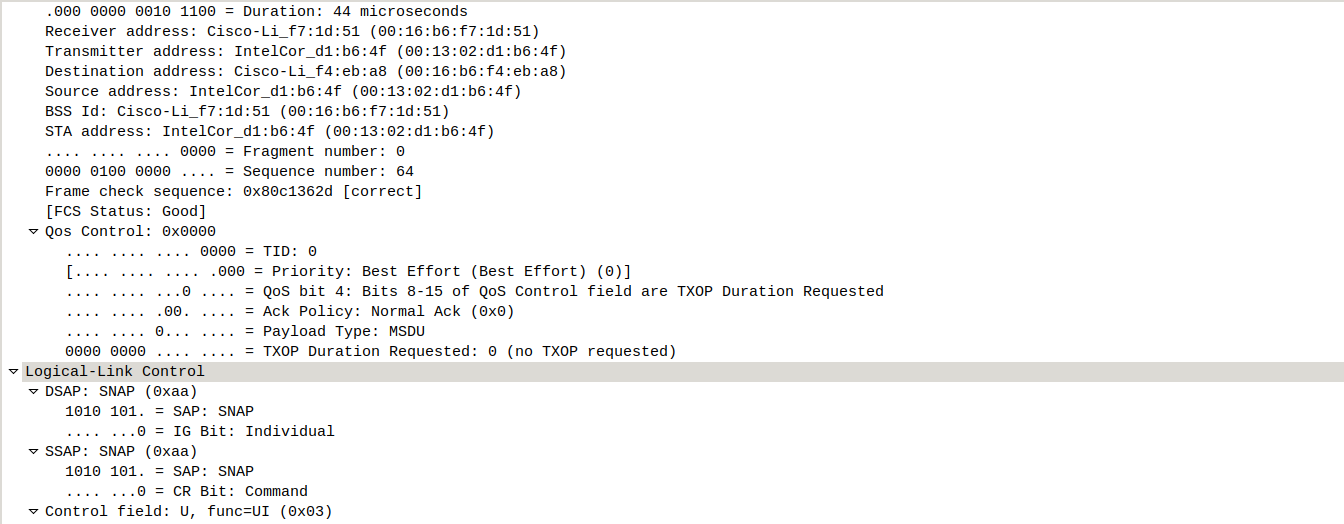 .000 0000 0010 1100 = Duration: 44 microseconds
Receiver address: Cisco-Li_f7:1d:51 (00:16:b6:f7:1d:51)
Transmitter address: IntelCor_d1:b6:4f (00:13:02:d1:b6:4f)
Destination address: Cisco-Li_f4:eb:a8 (00:16:b6:f4:eb:a8)
Source address: IntelCor_d1:b6:4f (00:13:02:d1:b6:4f)
BSS Id: Cisco-Li_f7:1d:51 (00:16:b6:f7:1d:51)
STA address: IntelCor_d1:b6:4f (00:13:02:d1:b6:4f)
.... .... .... 0000 = Fragment number: 0
0000 0100 0000 .... = Sequence number: 64
Frame check sequence: 0x80c1362d [correct]
[FCS Status: Good]
Qos Control: 0x0000
.... .... .... 0000 = TID: 0
[.... .... .... .000 = Priority: Best Effort (Best Effort) (0)]
.... .... ...0 .... = QoS bit 4: Bits 8-15 of QoS Control field are TXOP Duration Requested
.... .... .00. .... = Ack Policy: Normal Ack (0x0)
.... .... 0... .... = Payload Type: MSDU
0000 0000 .... .... = TXOP Duration Requested: 0 (no TXOP requested)
Logical-Link Control
DSAP: SNAP (0xaa)
1010 101. = SAP: SNAP
.... ...0 = IG Bit: Individual
SSAP: SNAP (0xaa)
1010 101. = SAP: SNAP
.... ...0 = CR Bit: Command
Control field: U, func=UI (0x03)